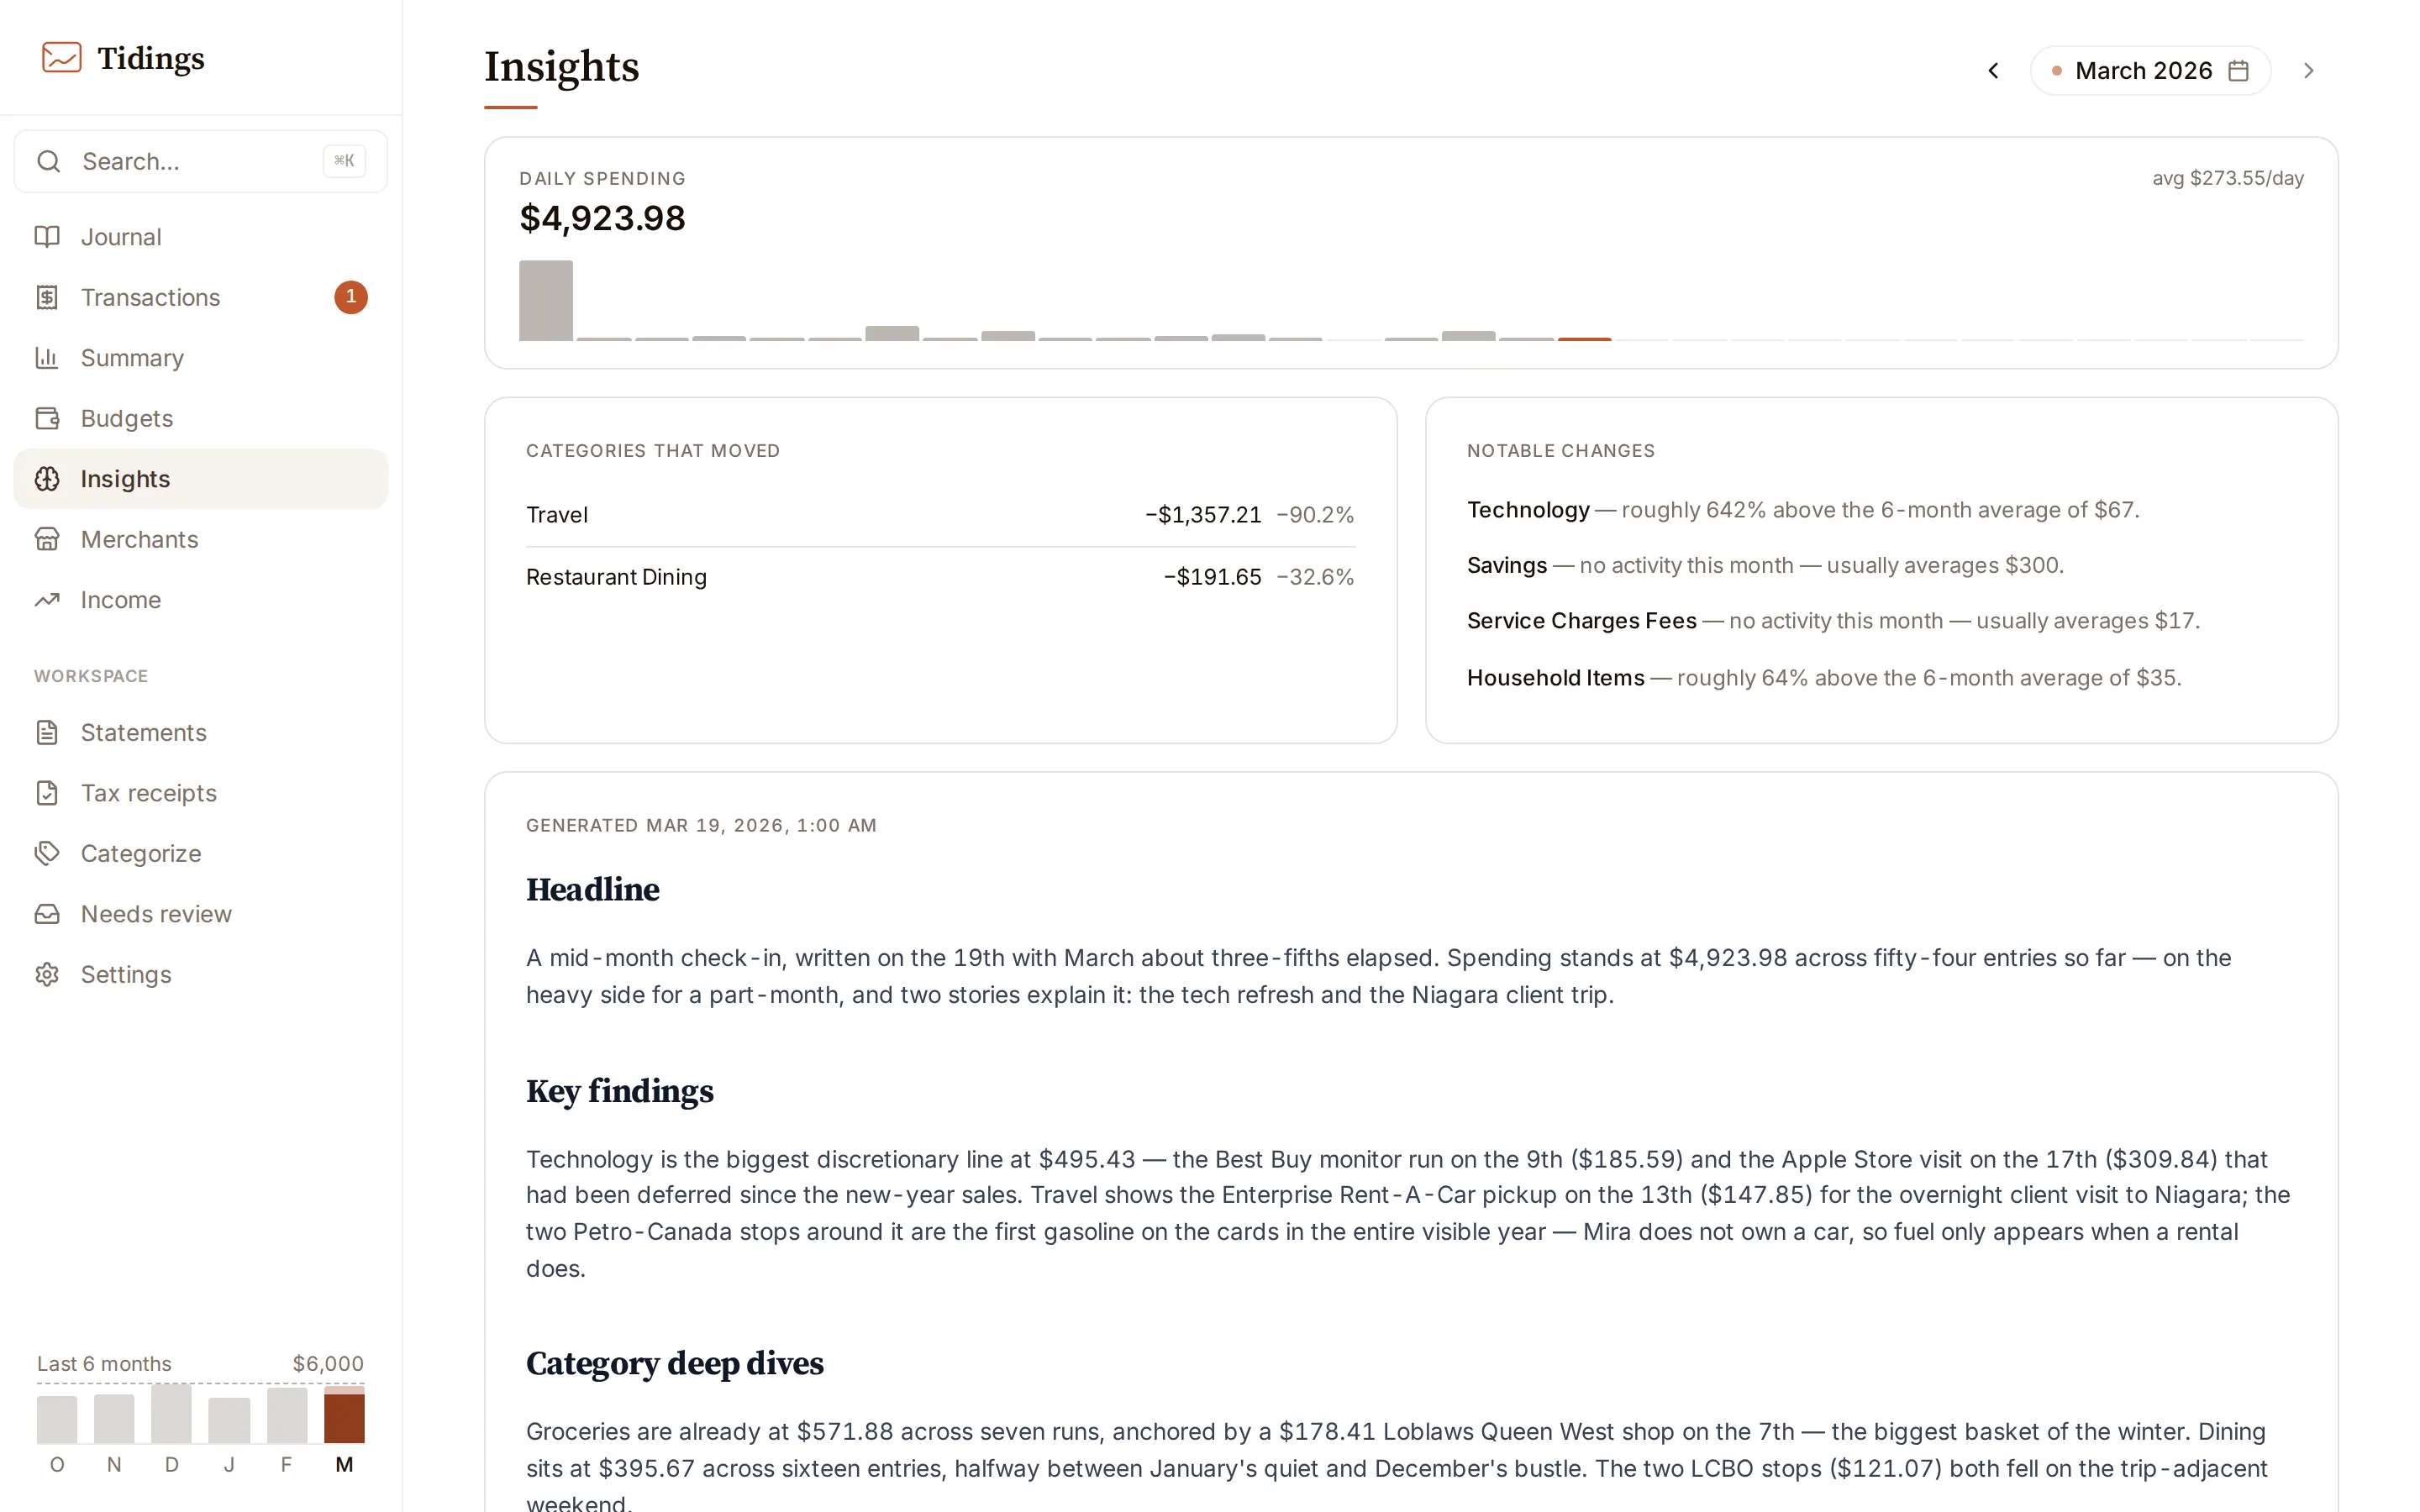 Tidings
Search...
⌘K
Journal
Transactions
1
Summary
Budgets
Insights
Merchants
Income
WORKSPACE
Statements
Tax receipts
Categorize
Needs review
Settings
Last 6 months
$6,000
O N D J F M
Insights
March 2026
DAILY SPENDING
avg $273.55/day
$4,923.98
CATEGORIES THAT MOVED
Travel −$1,357.21 −90.2%
Restaurant Dining −$191.65 −32.6%
NOTABLE CHANGES
Technology — roughly 642% above the 6-month average of $67.
Savings — no activity this month — usually averages $300.
Service Charges Fees — no activity this month — usually averages $17.
Household Items — roughly 64% above the 6-month average of $35.
GENERATED MAR 19, 2026, 1:00 AM
Headline
A mid-month check-in, written on the 19th with March about three-fifths elapsed. Spending stands at $4,923.98 across fifty-four entries so far — on the
heavy side for a part-month, and two stories explain it: the tech refresh and the Niagara client trip.
Key findings
Technology is the biggest discretionary line at $495.43 — the Best Buy monitor run on the 9th ($185.59) and the Apple Store visit on the 17th ($309.84) that
had been deferred since the new-year sales. Travel shows the Enterprise Rent-A-Car pickup on the 13th ($147.85) for the overnight client visit to Niagara; the
two Petro-Canada stops around it are the first gasoline on the cards in the entire visible year — Mira does not own a car, so fuel only appears when a rental
does.
Category deep dives
Groceries are already at $571.88 across seven runs, anchored by a $178.41 Loblaws Queen West shop on the 7th — the biggest basket of the winter. Dining
sits at $395.67 across sixteen entries, halfway between January's quiet and December's bustle. The two LCBO stops ($121.07) both fell on the trip-adjacent
weekend.